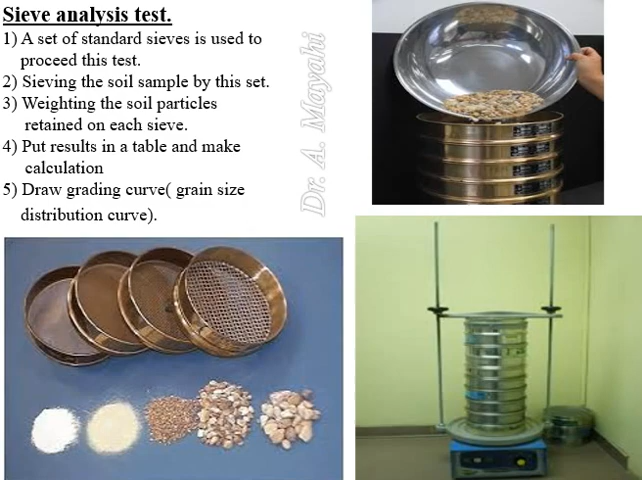 Sieve analysis test.
1) A set of standard sieves is used to
proceed this test.
2) Sieving the soil sample by this set.
3) Weighting the soil particles
retained on each sieve.
4) Put results in a table and make
calculation
5) Draw grading curve( grain size
distribution curve).
Dr. A. Mayahi